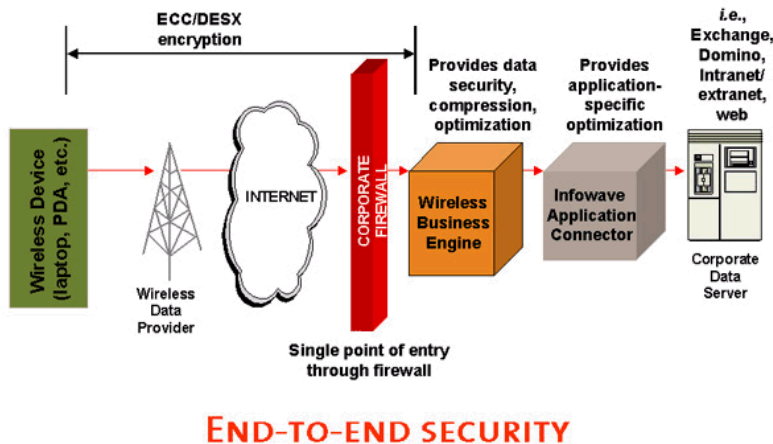 ECC/DESX
encryption
i.e.,
Exchange,
Domino,
Intranet/
extranet,
web
Provides data
security,
compression,
optimization
Provides
application-
specific
optimization
Wireless Device
(laptop, PDA, etc.)
Wireless
Data
Provider
INTERNET
CORPORATE
FIREWALL
Wireless
Business
Engine
Infowave
Application
Connector
Corporate
Data
Server
Single point of entry
through firewall
END-TO-END SECURITY